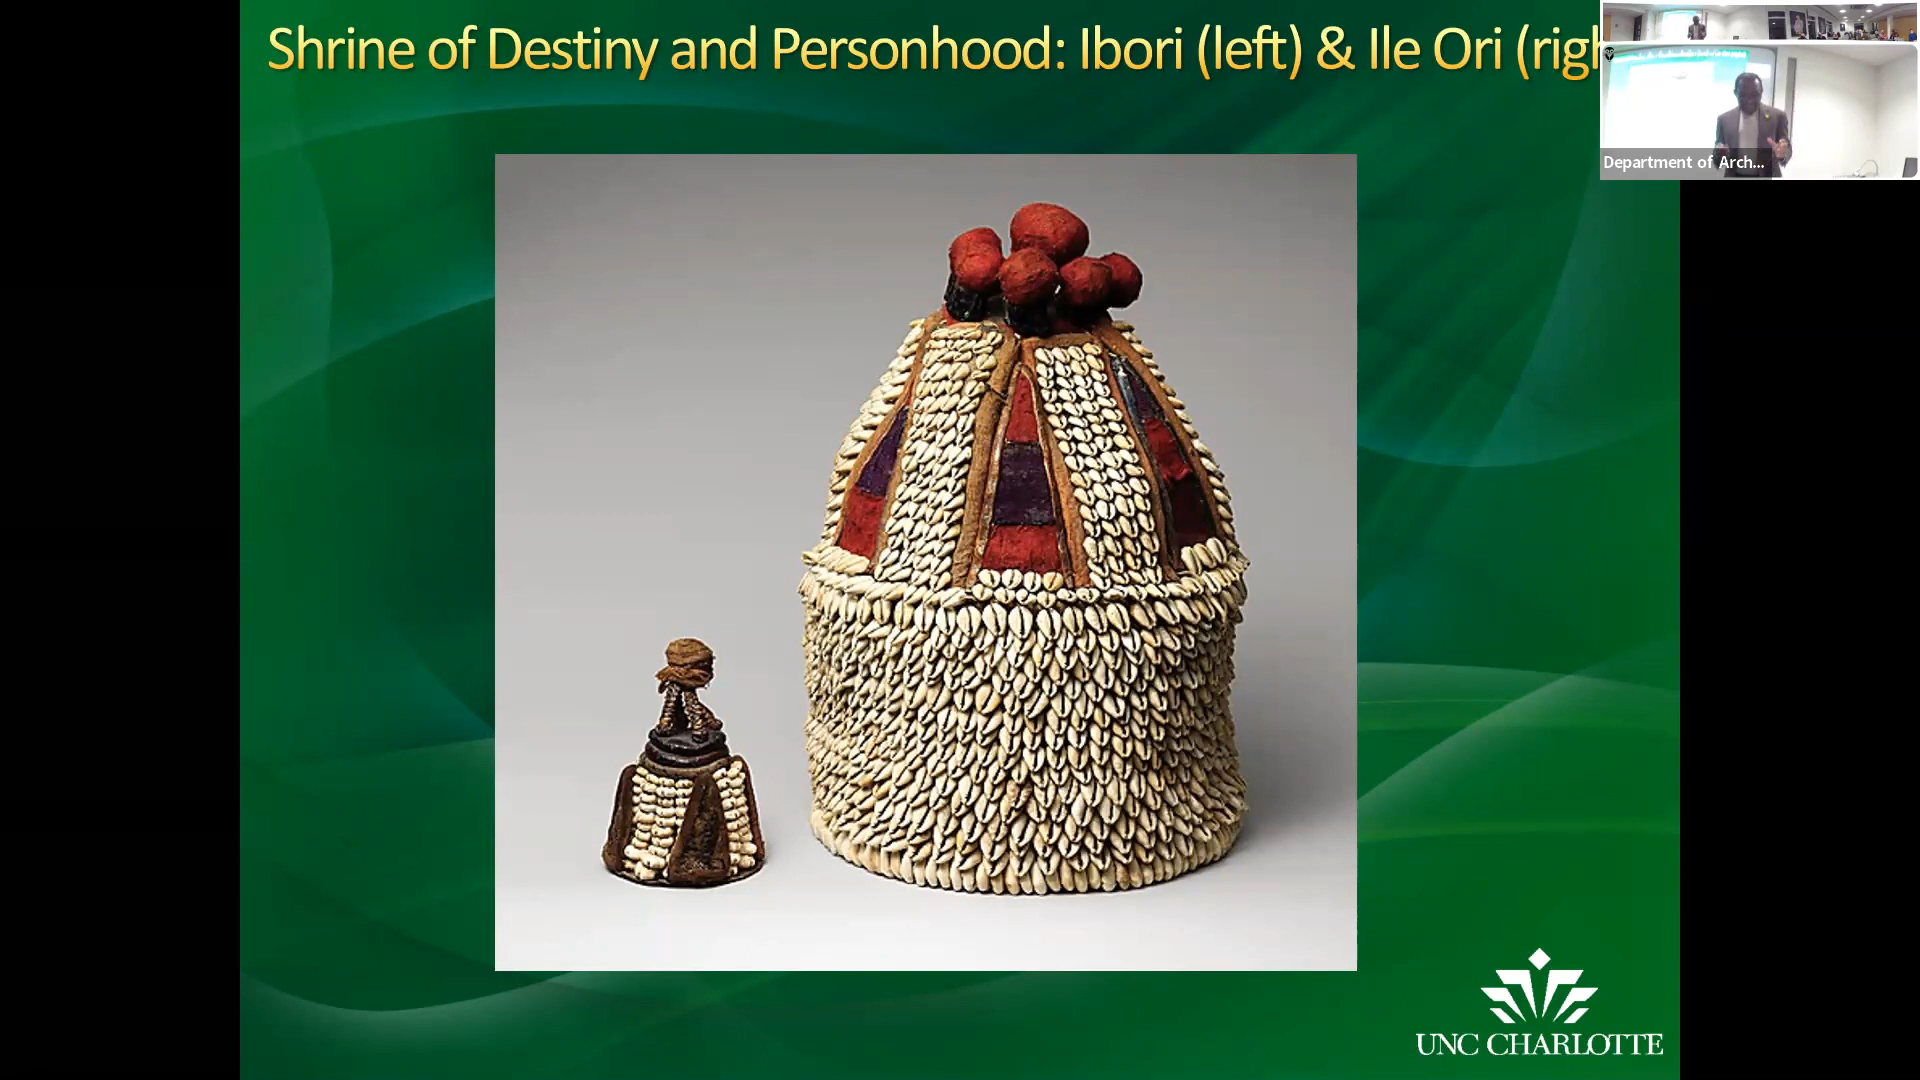 Shrine of Destiny and Personhood: Ibori (left) & Ile Ori (righ
Department of Arch...
UNC CHARLOTTE